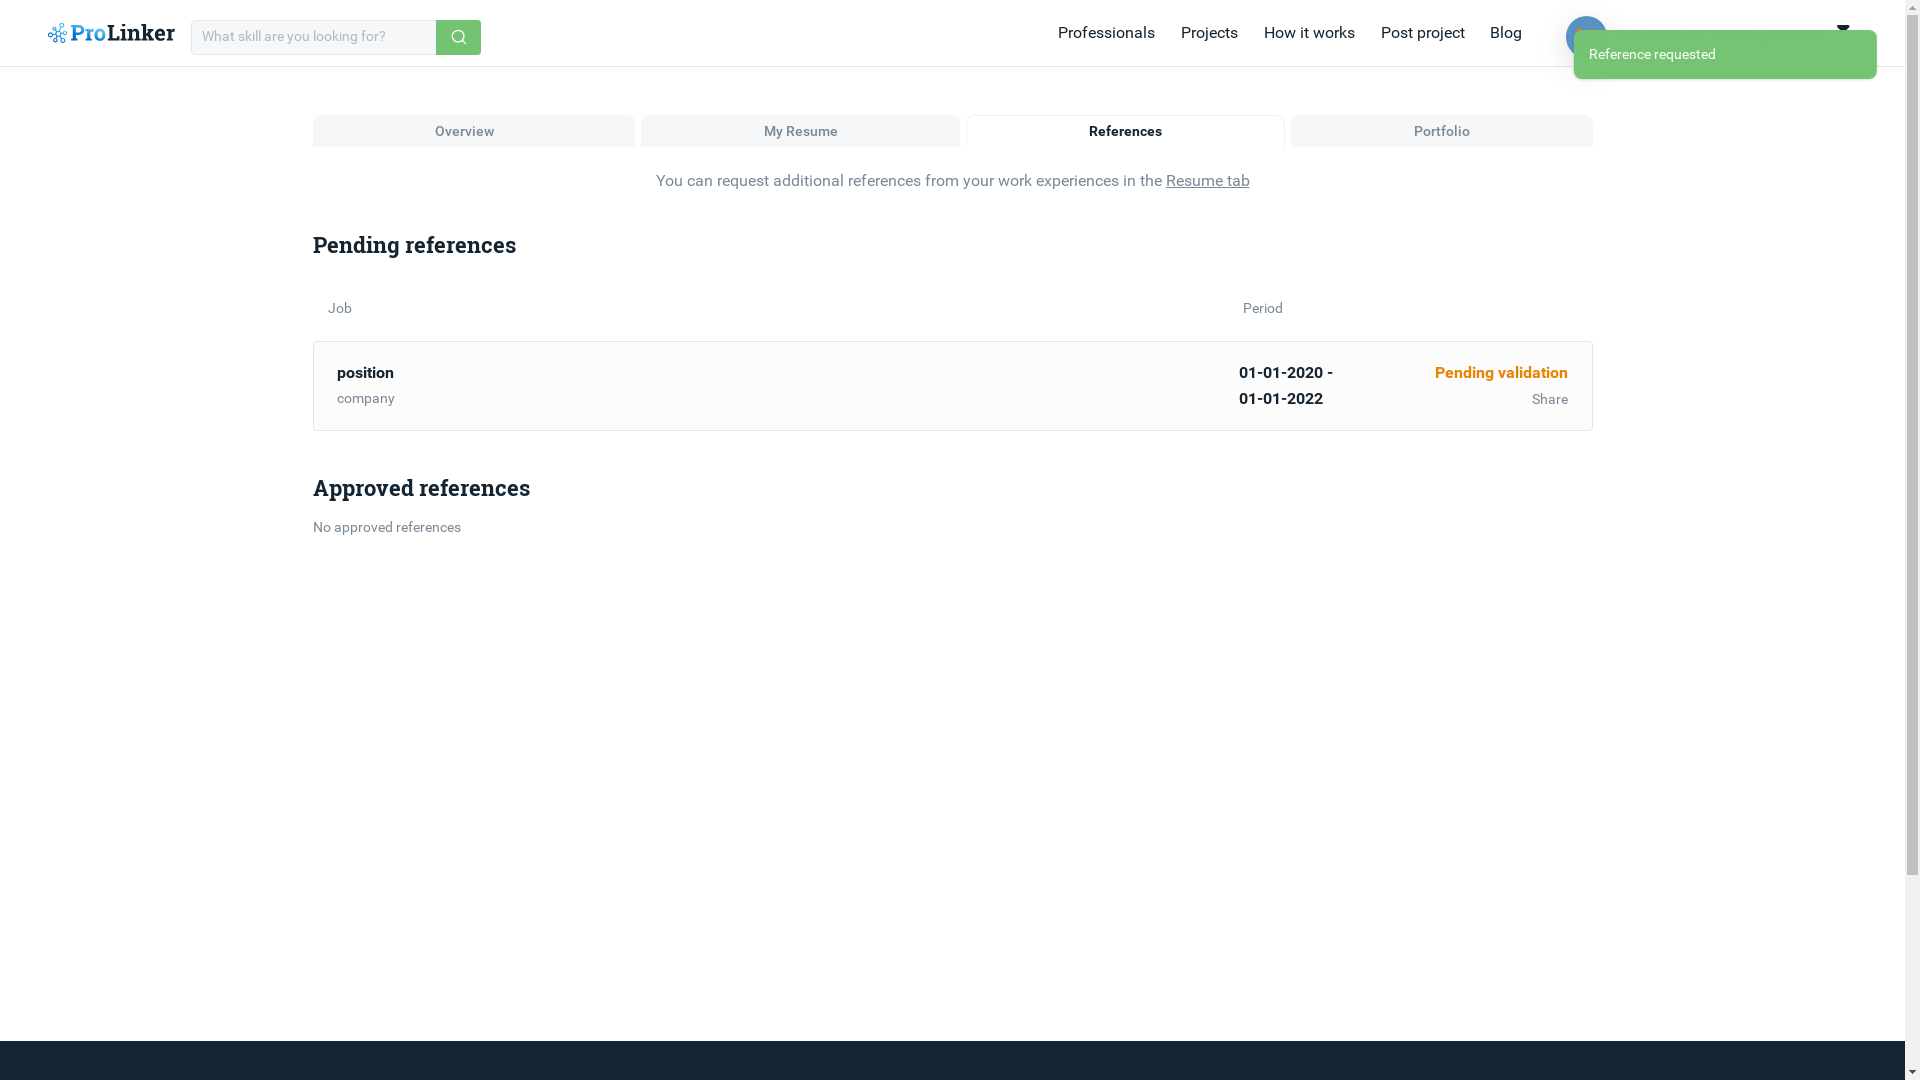 ProLinker
What skill are you looking for?
Professionals
Projects
How it works
Post project
Blog
Reference requested
Overview
My Resume
References
Portfolio
You can request additional references from your work experiences in the Resume tab
Pending references
Job
Period
position
company
01-01-2020 -
01-01-2022
Pending validation
Share
Approved references
No approved references